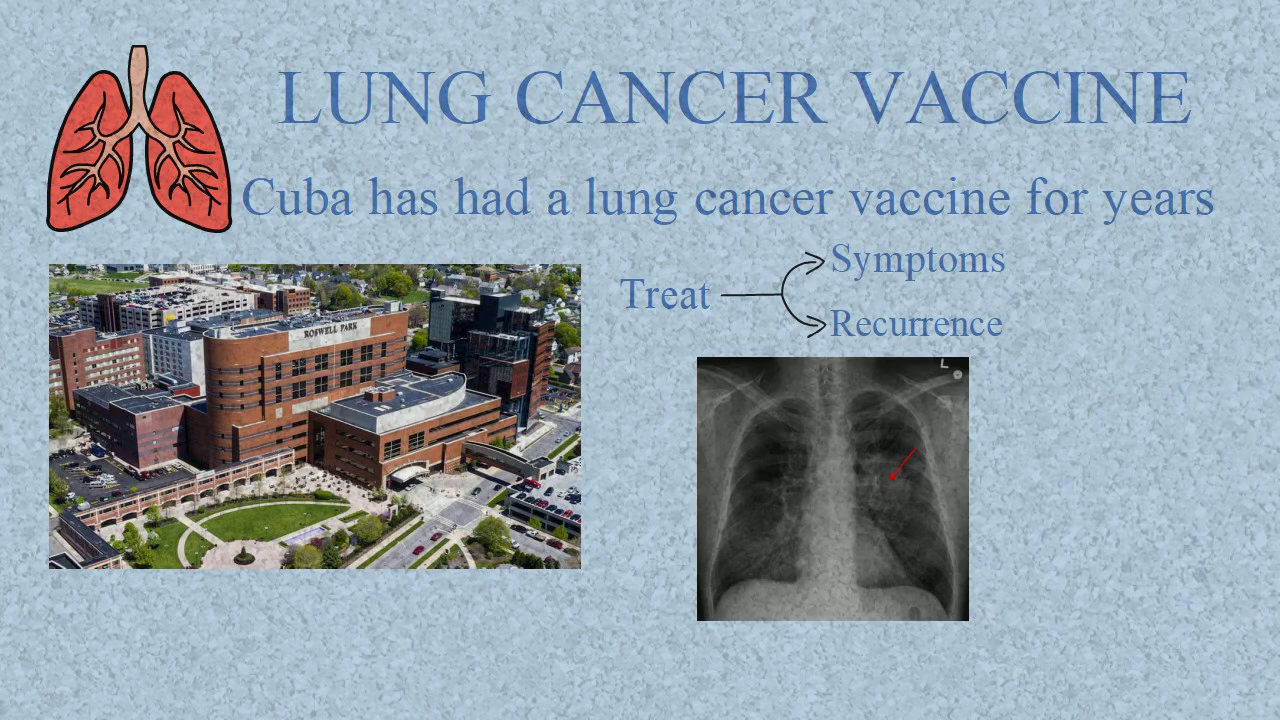 LUNG CANCER VACCINE
Cuba has had a lung cancer vaccine for years
Symptoms
Treat
Recurrence
ROSWELL PARK
L